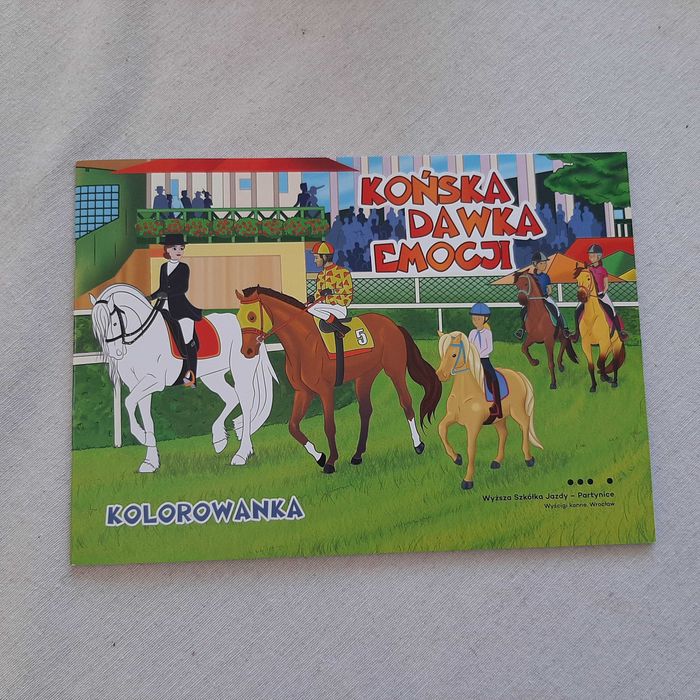 KOŃSKA
DAWKA
EMOCJI
5
KOLOROWANKA
Wyższa Szkółka Jazdy – Partynice
Wyścigi konne. Wrocław